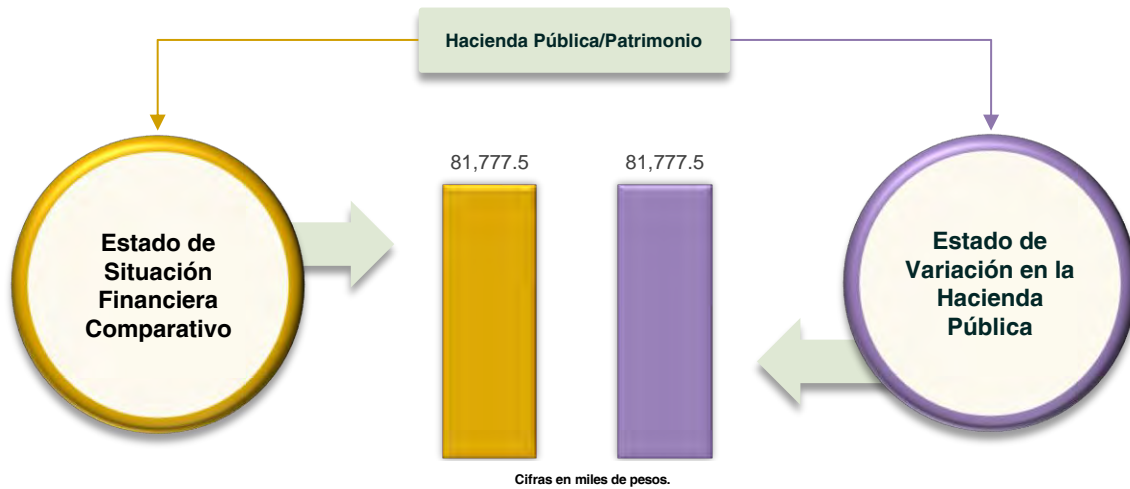 Hacienda Pública/Patrimonio
81,777.5
81,777.5
Estado de
Situación
Financiera
Comparativo
Estado de
Variación en la
Hacienda
Pública
Cifras en miles de pesos.